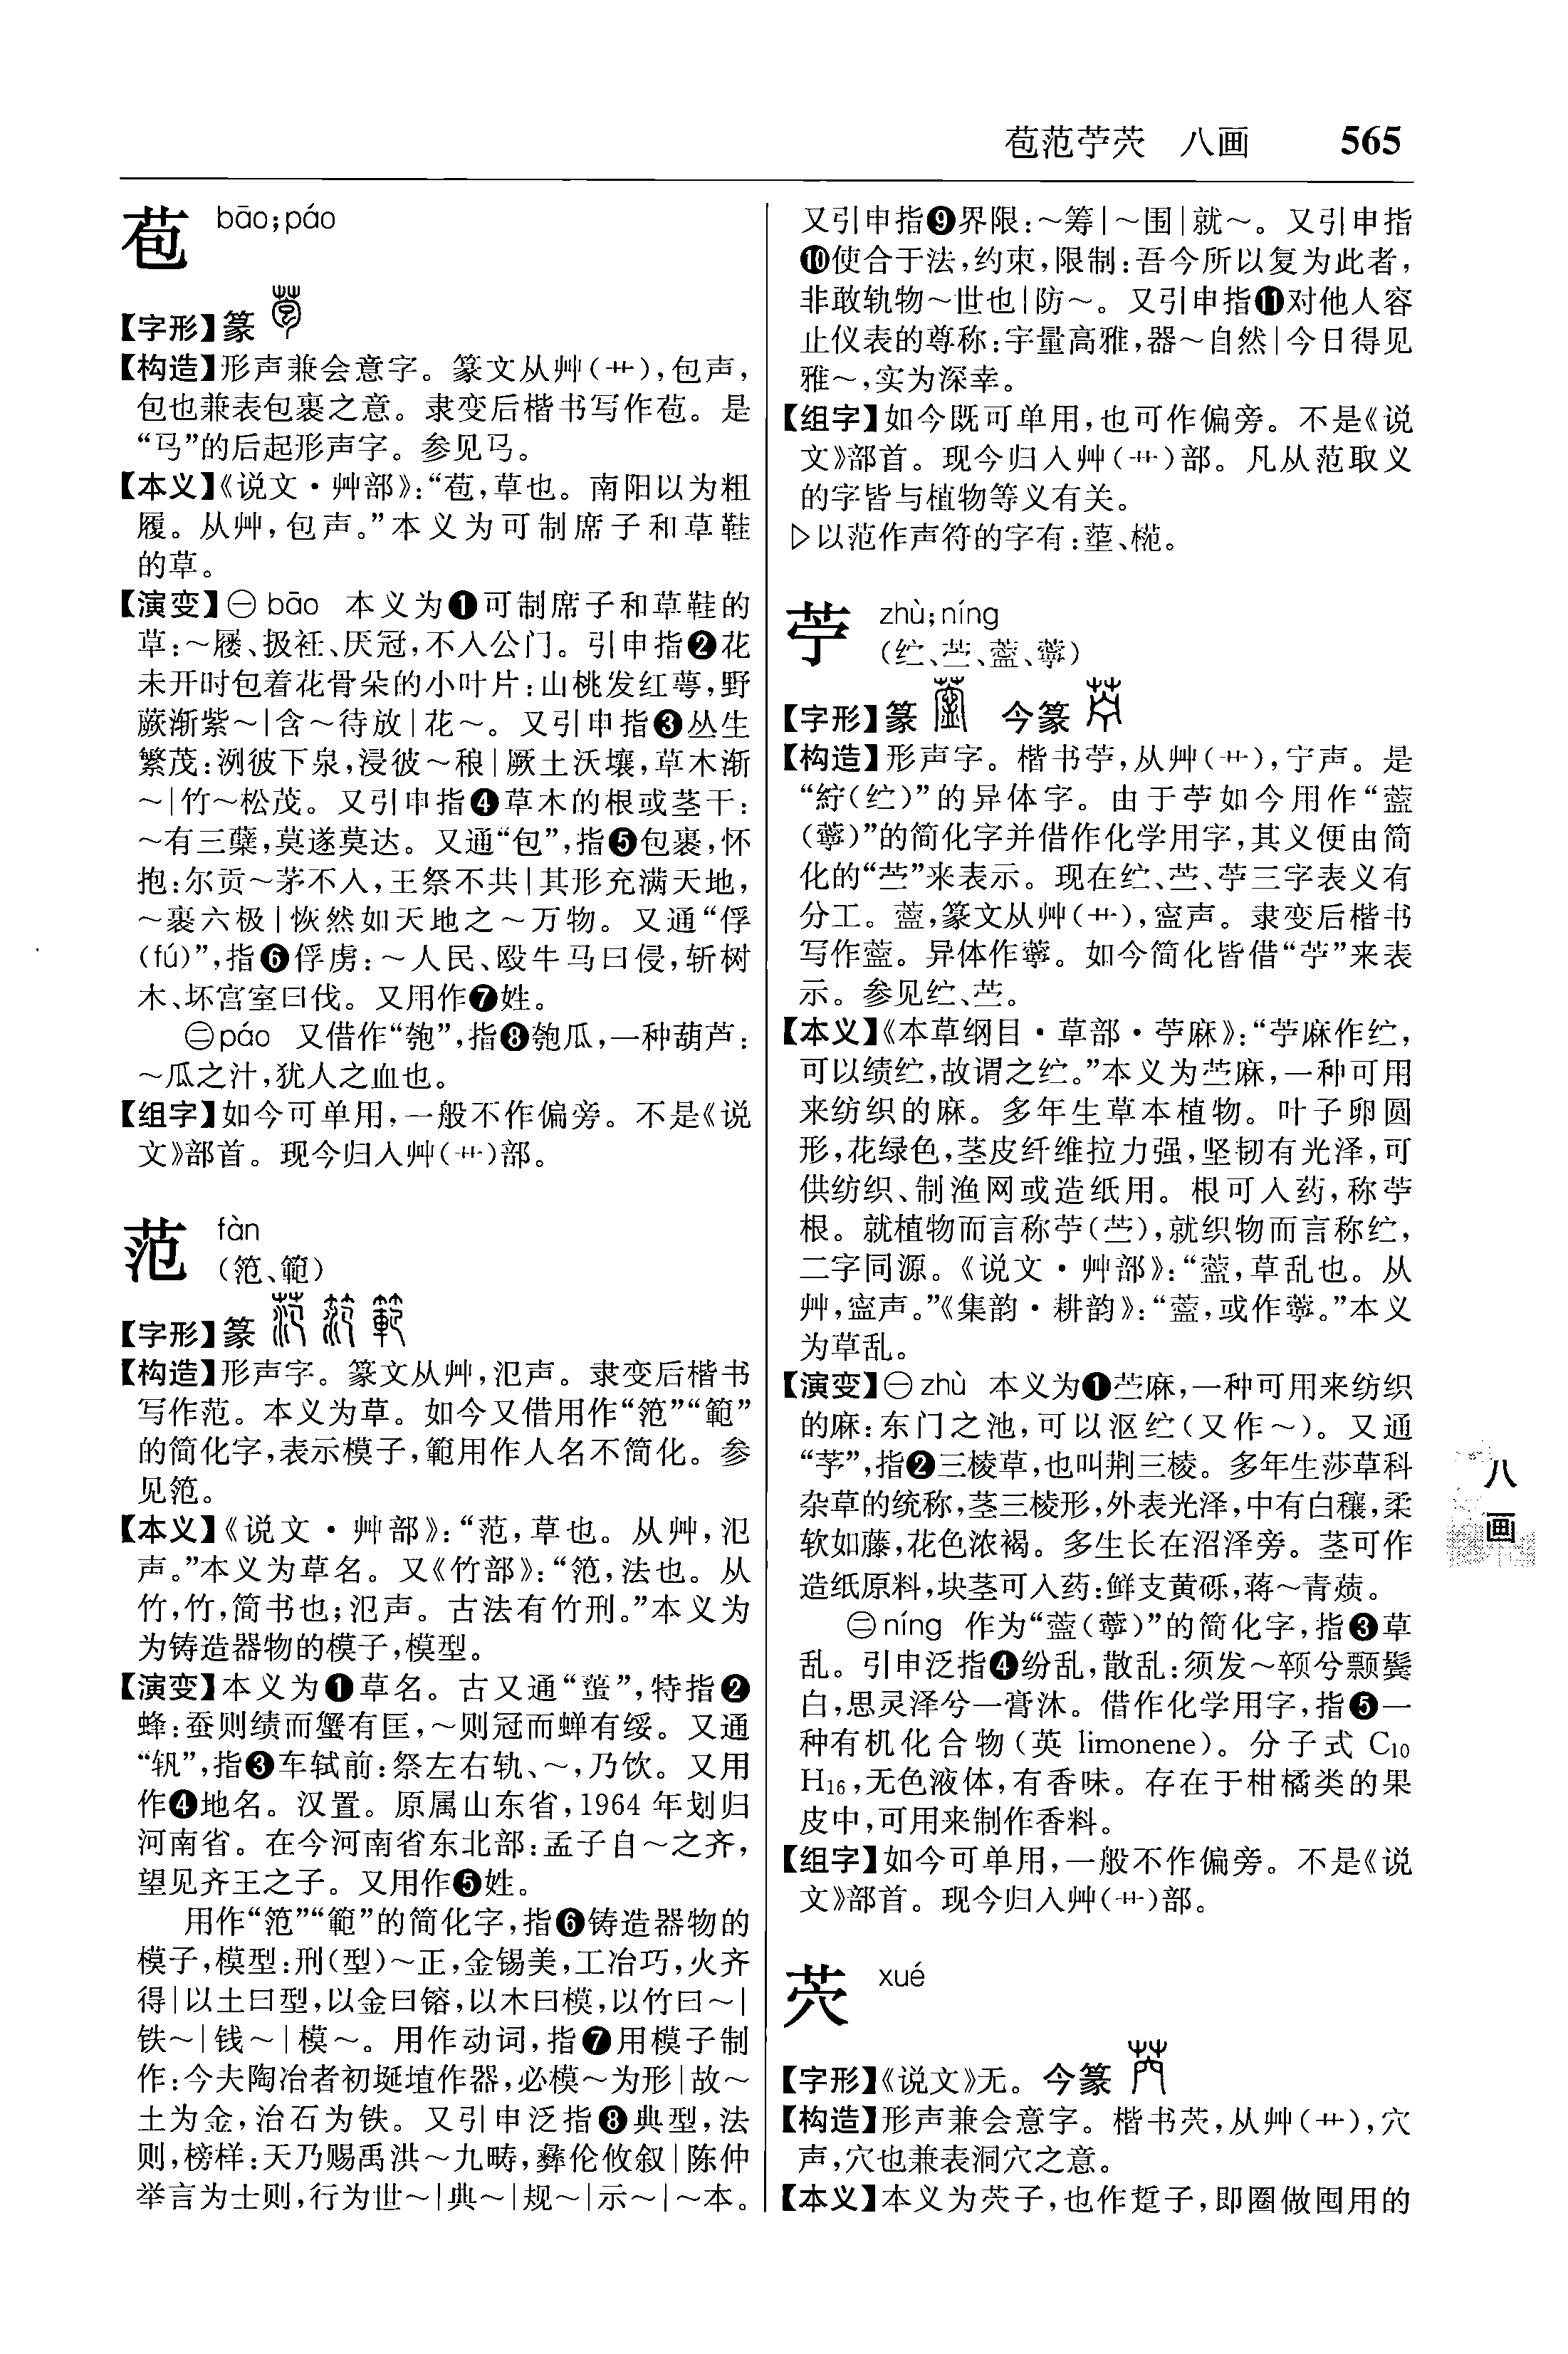 苞范苧茓 八画 565
苞 bāo;páo
【字形】篆
【构造】形声兼会意字。篆文从艸(艹),包声,
包也兼表包裹之意。隶变后楷书写作苞。是
“㔾”的后起形声字。参见㔾。
【本义】《说文·艸部》:“苞,草也。南阳以为粗
履。从艸,包声。”本义为可制席子和草鞋
的草。
【演变】㊀bāo 本义为❶可制席子和草鞋的
草:～屦、扱衽、厌冠,不入公门。引申指❷花
未开时包着花骨朵的小叶片:山桃发红萼,野
蕨渐紫～|含～待放|花～。又引申指❸丛生
繁茂:洌彼下泉,浸彼～稂|厥土沃壤,草木渐
～|竹～松茂。又引申指❹草木的根或茎干:
～有三蘖,莫遂莫达。又通“包”,指❺包裹,怀
抱:尔贡～茅不入,王祭不共|其形充满天地,
～裹六极|恢然如天地之～万物。又通“俘
(fú)”,指❻俘虏:～人民、殴牛马曰侵,斩树
木、坏宫室曰伐。又用作❼姓。
㊁páo 又借作“匏”,指❽匏瓜,一种葫芦:
～瓜之汁,犹人之血也。
【组字】如今可单用,一般不作偏旁。不是《说
文》部首。现今归入艸(艹)部。
范 fàn
(笵、範)
【字形】篆
【构造】形声字。篆文从艸,氾声。隶变后楷书
写作范。本义为草。如今又借用作“笵”“範”
的简化字,表示模子,範用作人名不简化。参
见笵。
【本义】《说文·艸部》:“范,草也。从艸,氾
声。”本义为草名。又《竹部》:“笵,法也。从
竹,竹,简书也;氾声。古法有竹刑。”本义为
为铸造器物的模子,模型。
【演变】本义为❶草名。古又通“䗬”,特指❷
蜂:蚕则绩而蟹有匡,～则冠而蝉有绥。又通
“轨”,指❸车轼前:祭左右轨、～,乃饮。又用
作❹地名。汉置。原属山东省,1964年划归
河南省。在今河南省东北部:孟子自～之齐,
望见齐王之子。又用作❺姓。
用作“笵”“範”的简化字,指❻铸造器物的
模子,模型:刑(型)～正,金锡美,工冶巧,火齐
得|以土曰型,以金曰镕,以木曰模,以竹曰～|
铁～|钱～|模～。用作动词,指❼用模子制
作:今夫陶冶者初埏埴作器,必模～为形|故～
土为金,治石为铁。又引申泛指❽典型,法
则,榜样:天乃赐禹洪～九畴,彝伦攸叙|陈仲
举言为士则,行为世～|典～|规～|示～|～本。
又引申指❾界限:～筹|～围|就～。又引申指
❿使合于法,约束,限制:吾今所以复为此者,
非敢轨物～世也|防～。又引申指⓫对他人容
止仪表的尊称:宇量高雅,器～自然|今日得见
雅～,实为深幸。
【组字】如今既可单用,也可作偏旁。不是《说
文》部首。现今归入艸(艹)部。凡从范取义
的字皆与植物等义有关。
▷以范作声符的字有:𡎪、𣔶。
苧 zhù;níng
(纻、苎、薴、薴)
【字形】篆 今篆
【构造】形声字。楷书苧,从艸(艹),宁声。是
“紵(纻)”的异体字。由于苧如今用作“薴
(薴)”的简化字并借作化学用字,其义便由简
化的“苎”来表示。现在纻、苎、苧三字表义有
分工。薴,篆文从艸(艹),寍声。隶变后楷书
写作薴。异体作薴。如今简化皆借“苧”来表
示。参见纻、苎。
【本义】《本草纲目·草部·苧麻》:“苧麻作纻,
可以绩纻,故谓之纻。”本义为苎麻,一种可用
来纺织的麻。多年生草本植物。叶子卵圆
形,花绿色,茎皮纤维拉力强,坚韧有光泽,可
供纺织、制渔网或造纸用。根可入药,称苧
根。就植物而言称苧(苎),就织物而言称纻,
二字同源。《说文·艸部》:“薴,草乱也。从
艸,寍声。”《集韵·耕韵》:“薴,或作薴。”本义
为草乱。
【演变】㊀zhù 本义为❶苎麻,一种可用来纺织
的麻:东门之池,可以沤纻(又作～)。又通
“芧”,指❷三棱草,也叫荆三棱。多年生莎草科
杂草的统称,茎三棱形,外表光泽,中有白穰,柔
软如藤,花色浓褐。多生长在沼泽旁。茎可作
造纸原料,块茎可入药:鲜支黄砾,蒋～青薠。
㊁níng 作为“薴(薴)”的简化字,指❸草
乱。引申泛指❹纷乱,散乱:须发～顇兮颢鬓
白,思灵泽兮一膏沐。借作化学用字,指❺一
种有机化合物(英 limonene)。分子式 C10
H16,无色液体,有香味。存在于柑橘类的果
皮中,可用来制作香料。
【组字】如今可单用,一般不作偏旁。不是《说
文》部首。现今归入艸(艹)部。
茓 xué
【字形】《说文》无。今篆
【构造】形声兼会意字。楷书茓,从艸(艹),穴
声,穴也兼表洞穴之意。
【本义】本义为茓子,也作踅子,即圈做囤用的
八
画